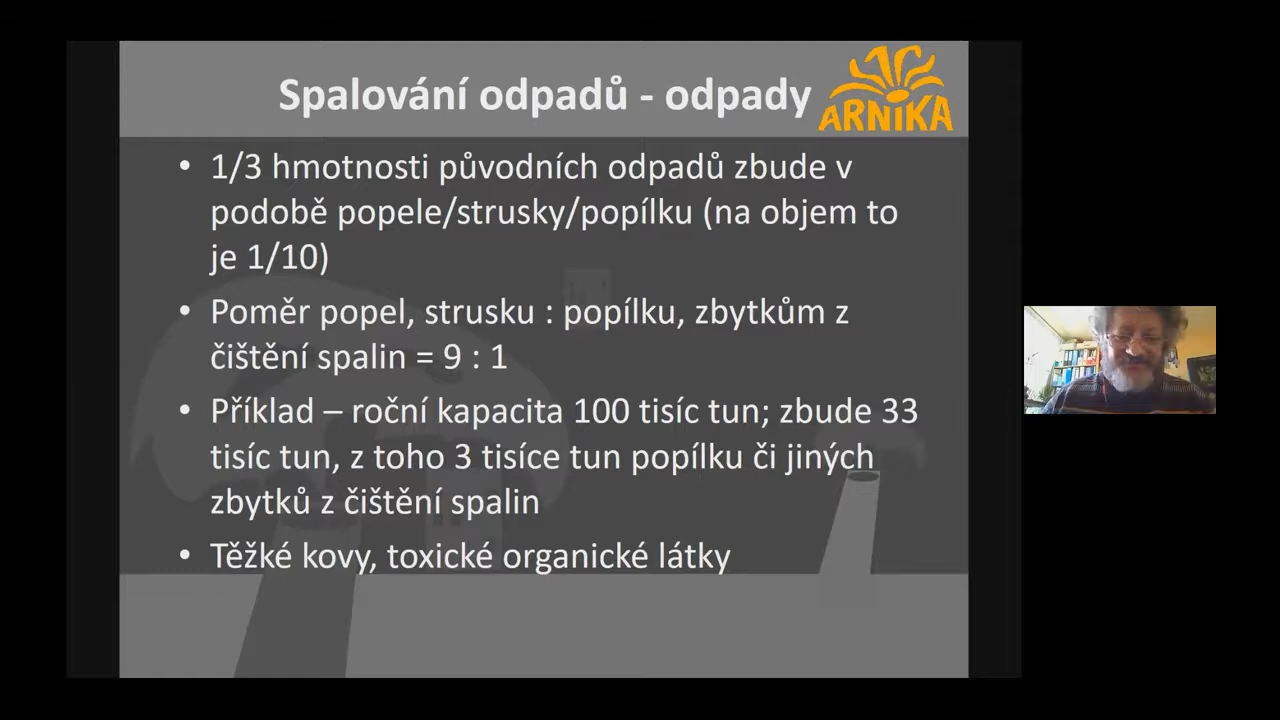 Spalování odpadů - odpady
ARNIKA
• 1/3 hmotnosti původních odpadů zbude v
podobě popele/strusky/popílku (na objem to
je 1/10)
• Poměr popel, strusku : popílku, zbytkům z
čištění spalin = 9 : 1
• Příklad – roční kapacita 100 tisíc tun; zbude 33
tisíc tun, z toho 3 tisíce tun popílku či jiných
zbytků z čištění spalin
• Těžké kovy, toxické organické látky